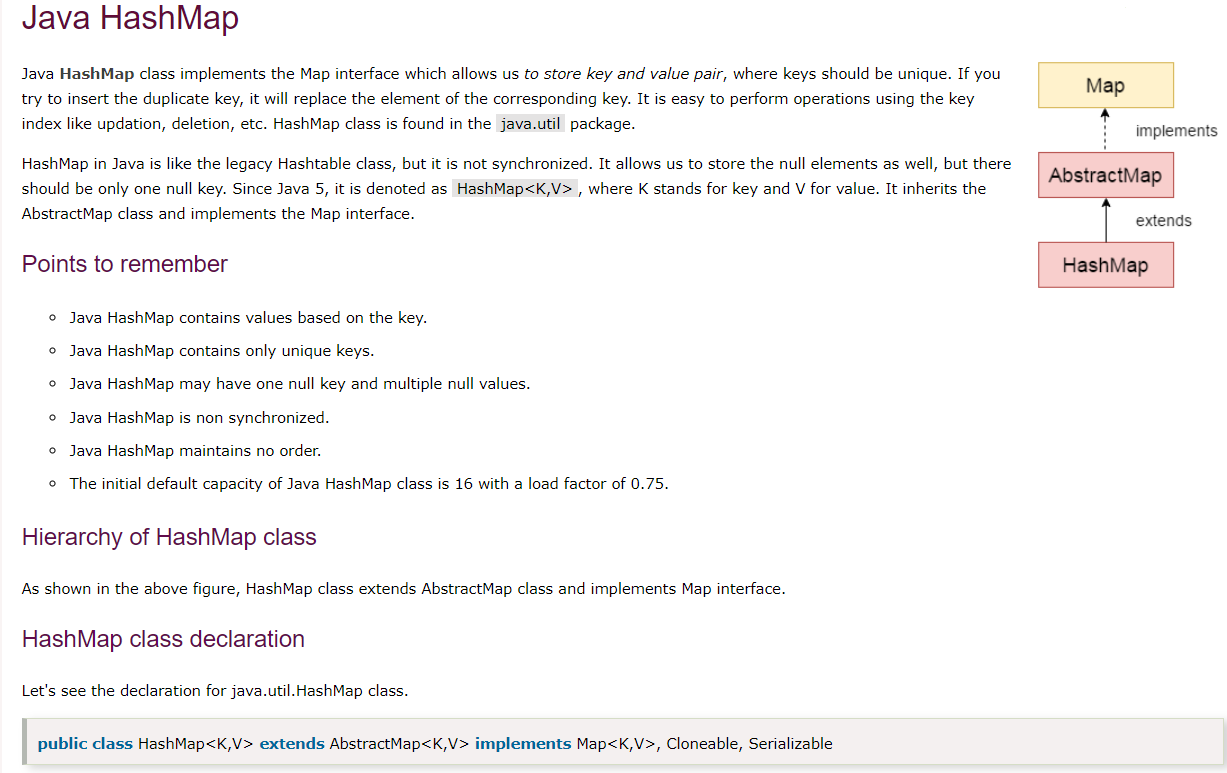 Java HashMap
Java HashMap class implements the Map interface which allows us to store key and value pair, where keys should be unique. If you
try to insert the duplicate key, it will replace the element of the corresponding key. It is easy to perform operations using the key
index like updation, deletion, etc. HashMap class is found in the java.util package.
HashMap in Java is like the legacy Hashtable class, but it is not synchronized. It allows us to store the null elements as well, but there
should be only one null key. Since Java 5, it is denoted as HashMap<K,V>, where K stands for key and V for value. It inherits the
AbstractMap class and implements the Map interface.
Map
implements
AbstractMap
extends
HashMap
Points to remember
Java HashMap contains values based on the key.
Java HashMap contains only unique keys.
Java HashMap may have one null key and multiple null values.
Java HashMap is non synchronized.
Java HashMap maintains no order.
The initial default capacity of Java HashMap class is 16 with a load factor of 0.75.
Hierarchy of HashMap class
As shown in the above figure, HashMap class extends AbstractMap class and implements Map interface.
HashMap class declaration
Let's see the declaration for java.util.HashMap class.
public class HashMap<K,V> extends AbstractMap<K,V> implements Map<K,V>, Cloneable, Serializable